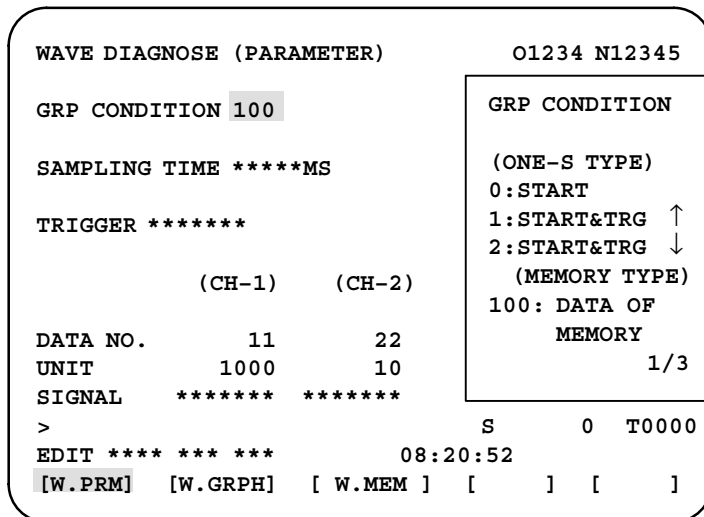 WAVE DIAGNOSE (PARAMETER) O1234 N12345
GRP CONDITION 100
SAMPLING TIME *****MS
TRIGGER *******
(CH–1) (CH–2)
DATA NO. 11 22
UNIT 1000 10
SIGNAL ******* *******
GRP CONDITION
(ONE–S TYPE)
0:START
1:START&TRG ↑
2:START&TRG ↓
(MEMORY TYPE)
100: DATA OF
MEMORY
1/3
> S 0 T0000
EDIT **** *** *** 08:20:52
[W.PRM] [W.GRPH] [ W.MEM ] [ ] [ ]